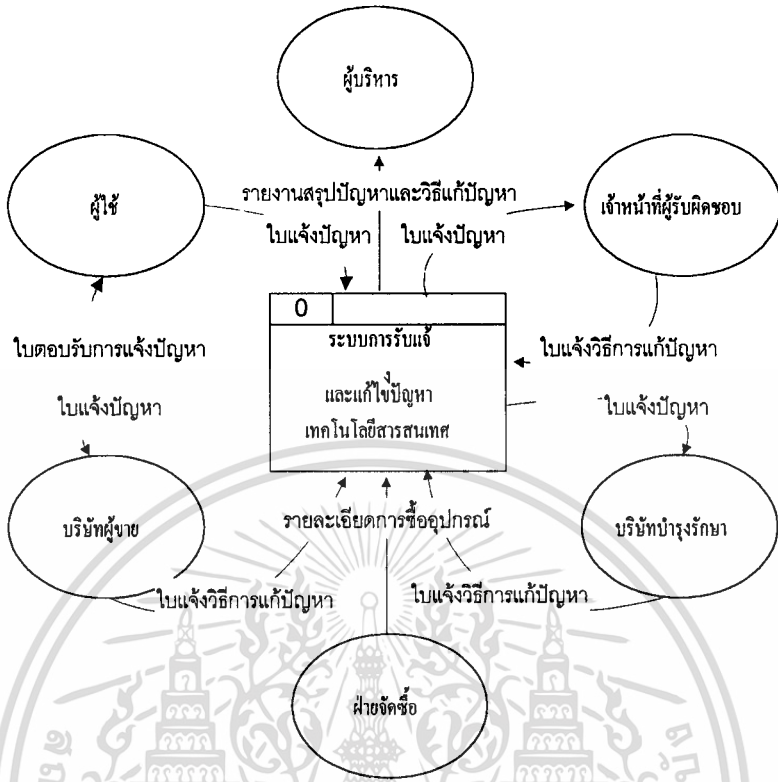 ผู้บริหาร
ผู้ใช้
รายงานสรุปปัญหาและวิธีแก้ปัญหา
เจ้าหน้าที่ผู้รับผิดชอบ
ใบแจ้งปัญหา
ใบแจ้งปัญหา
0
ระบบการรับแจ้
ง
และแก้ไขปัญหา
เทคโนโลยีสารสนเทศ
ใบตอบรับการแจ้งปัญหา
ใบแจ้งวิธีการแก้ปัญหา
ใบแจ้งปัญหา
ใบแจ้งปัญหา
บริษัทผู้ขาย
รายละเอียดการซื้ออุปกรณ์
บริษัทบำรุงรักษา
ใบแจ้งวิธีการแก้ปัญหา
ใบแจ้งวิธีการแก้ปัญหา
ฝ่ายจัดซื้อ